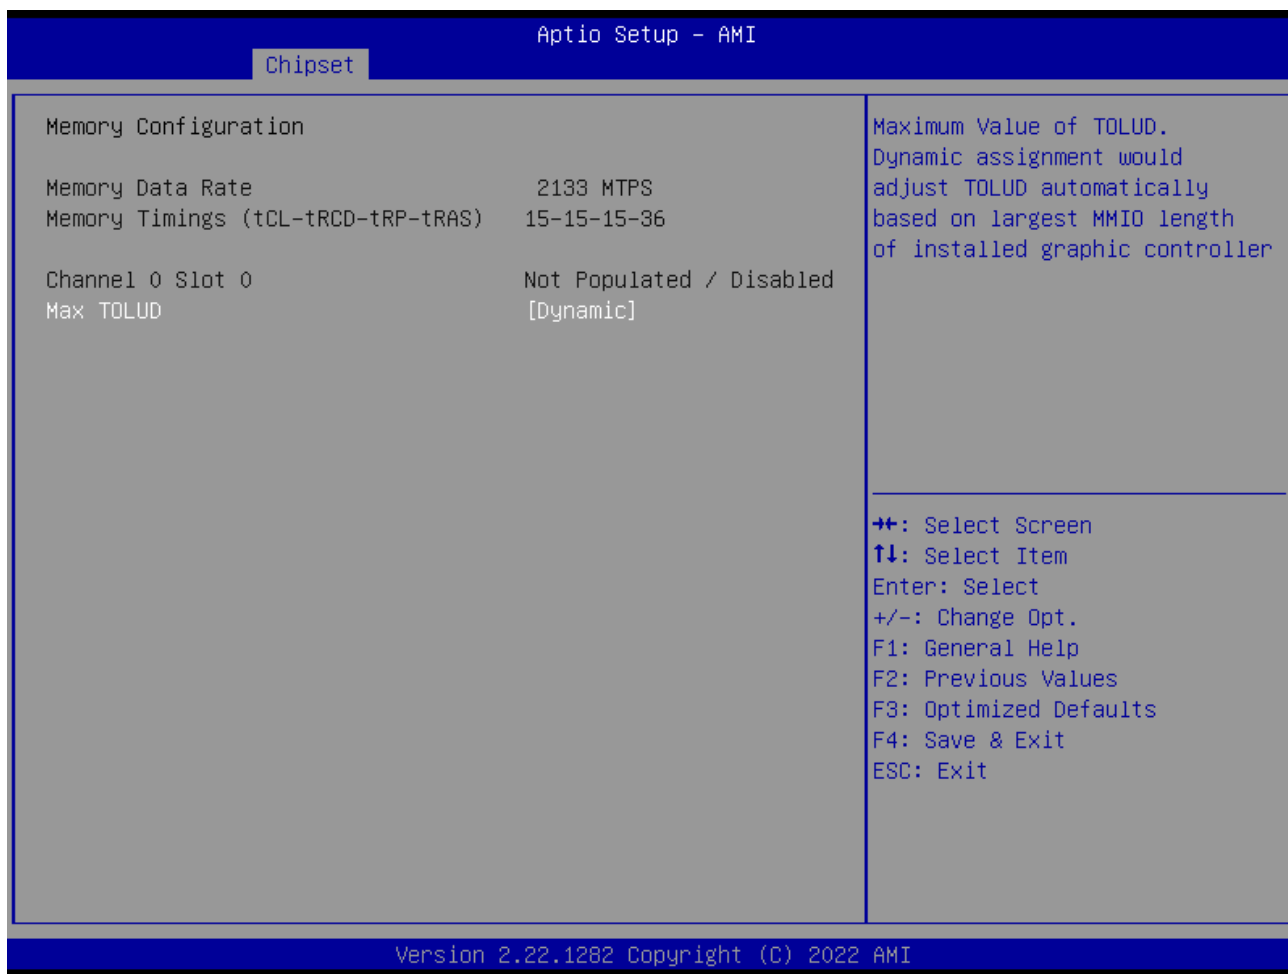 Aptio Setup – AMI
Chipset
Memory Configuration
Memory Data Rate 2133 MTPS
Memory Timings (tCL-tRCD-tRP-tRAS) 15-15-15-36
Channel 0 Slot 0 Not Populated / Disabled
Max TOLUD [Dynamic]
Maximum Value of TOLUD.
Dynamic assignment would
adjust TOLUD automatically
based on largest MMIO length
of installed graphic controller
→←: Select Screen
↑↓: Select Item
Enter: Select
+/-: Change Opt.
F1: General Help
F2: Previous Values
F3: Optimized Defaults
F4: Save & Exit
ESC: Exit
Version 2.22.1282 Copyright (C) 2022 AMI